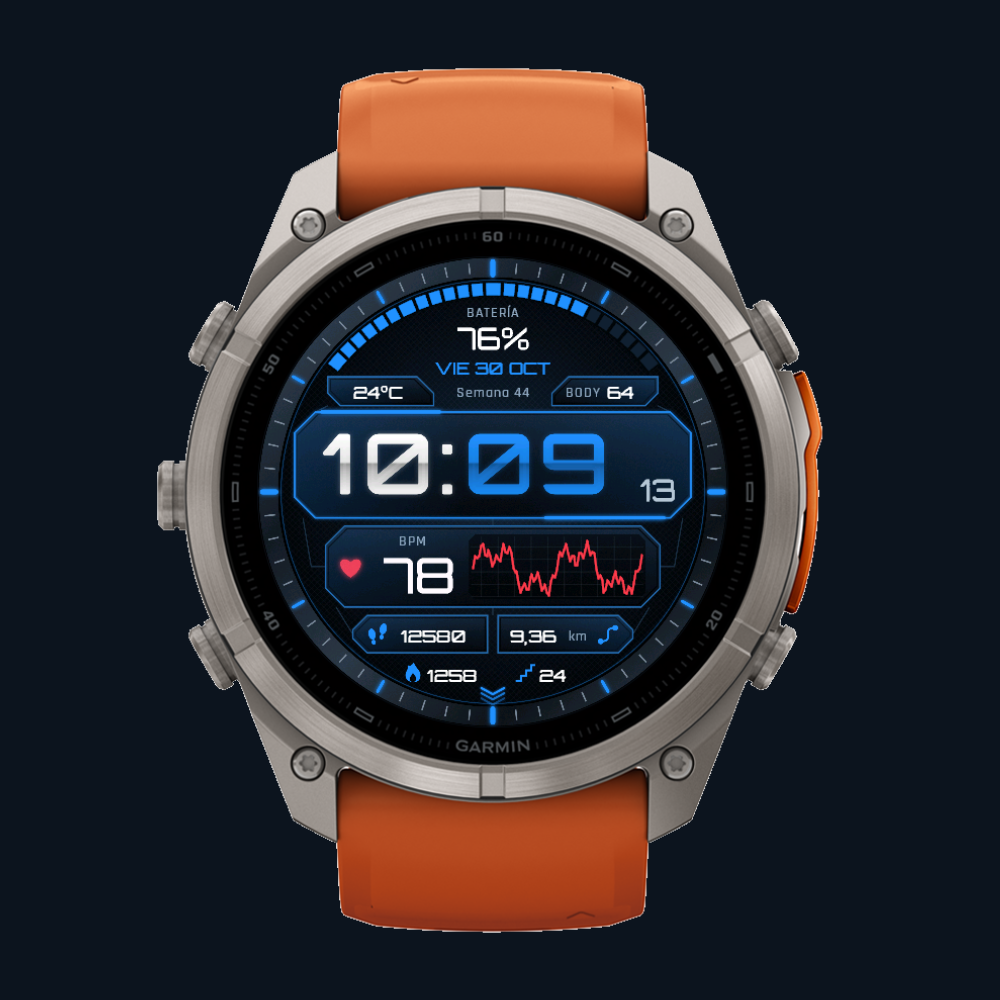 60
BATERÍA
76%
VIE 30 OCT
24°C
Semana 44
BODY 64
50
10:09
13
BPM
78
12580
9,36 km
40
20
1258
24
GARMIN